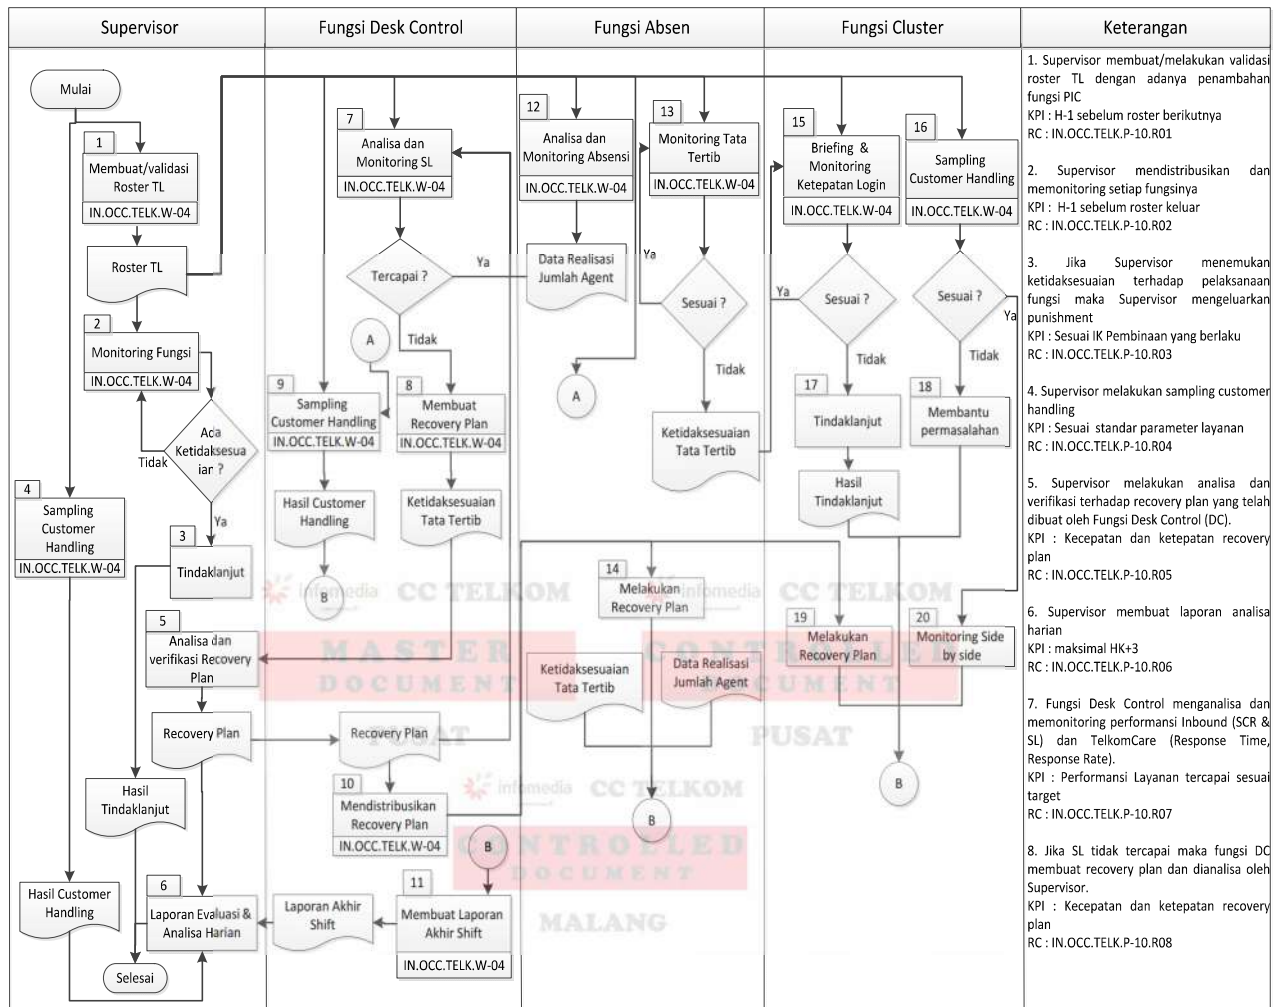 Supervisor
Fungsi Desk Control
Fungsi Absen
Fungsi Cluster
Keterangan
Mulai
1
Membuat/validasi
Roster TL
IN.OCC.TELK.W-04
Roster TL
2
Monitoring Fungsi
IN.OCC.TELK.W-04
Ada
Ketidaksesua
ian ?
Tidak
Ya
4
Sampling
Customer
Handling
IN.OCC.TELK.W-04
3
Tindaklanjut
5
Analisa dan
verifikasi Recovery
Plan
Recovery Plan
Hasil
Tindaklanjut
6
Laporan Evaluasi &
Analisa Harian
Hasil Customer
Handling
Selesai
7
Analisa dan
Monitoring SL
IN.OCC.TELK.W-04
Tercapai ?
Ya
Tidak
A
9
Sampling
Customer Handling
IN.OCC.TELK.W-04
8
Membuat
Recovery Plan
IN.OCC.TELK.W-04
Hasil Customer
Handling
Ketidaksesuaian
Tata Tertib
B
Recovery Plan
10
Mendistribusikan
Recovery Plan
IN.OCC.TELK.W-04
B
11
Membuat Laporan
Akhir Shift
IN.OCC.TELK.W-04
Laporan Akhir
Shift
12
Analisa dan
Monitoring Absensi
IN.OCC.TELK.W-04
Data Realisasi
Jumlah Agent
13
Monitoring Tata
Tertib
IN.OCC.TELK.W-04
Ya
Sesuai ?
Tidak
A
Ketidaksesuaian
Tata Tertib
14
Melakukan
Recovery Plan
Ketidaksesuaian
Tata Tertib
Data Realisasi
Jumlah Agent
B
15
Briefing &
Monitoring
Ketepatan Login
IN.OCC.TELK.W-04
16
Sampling
Customer Handling
IN.OCC.TELK.W-04
Ya
Sesuai ?
Tidak
Sesuai ?
Ya
Tidak
17
Tindaklanjut
18
Membantu
permasalahan
Hasil
Tindaklanjut
19
Melakukan
Recovery Plan
20
Monitoring Side
by side
B
1. Supervisor membuat/melakukan validasi
roster TL dengan adanya penambahan
fungsi PIC
KPI : H-1 sebelum roster berikutnya
RC : IN.OCC.TELK.P-10.R01
2. Supervisor mendistribusikan dan
memonitoring setiap fungsinya
KPI : H-1 sebelum roster keluar
RC : IN.OCC.TELK.P-10.R02
3. Jika Supervisor menemukan
ketidaksesuaian terhadap pelaksanaan
fungsi maka Supervisor mengeluarkan
punishment
KPI : Sesuai IK Pembinaan yang berlaku
RC : IN.OCC.TELK.P-10.R03
4. Supervisor melakukan sampling customer
handling
KPI : Sesuai standar parameter layanan
RC : IN.OCC.TELK.P-10.R04
5. Supervisor melakukan analisa dan
verifikasi terhadap recovery plan yang telah
dibuat oleh Fungsi Desk Control (DC).
KPI : Kecepatan dan ketepatan recovery
plan
RC : IN.OCC.TELK.P-10.R05
6. Supervisor membuat laporan analisa
harian
KPI : maksimal HK+3
RC : IN.OCC.TELK.P-10.R06
7. Fungsi Desk Control menganalisa dan
memonitoring performansi Inbound (SCR &
SL) dan TelkomCare (Response Time,
Response Rate).
KPI : Performansi Layanan tercapai sesuai
target
RC : IN.OCC.TELK.P-10.R07
8. Jika SL tidak tercapai maka fungsi DC
membuat recovery plan dan dianalisa oleh
Supervisor.
KPI : Kecepatan dan ketepatan recovery
plan
RC : IN.OCC.TELK.P-10.R08
infomedia CC TELKOM
MASTER
DOCUMENT
PUSAT
infomedia CC TELKOM
CONTROLLED
DOCUMENT
PUSAT
infomedia CC TELKOM
CONTROLLED
DOCUMENT
MALANG